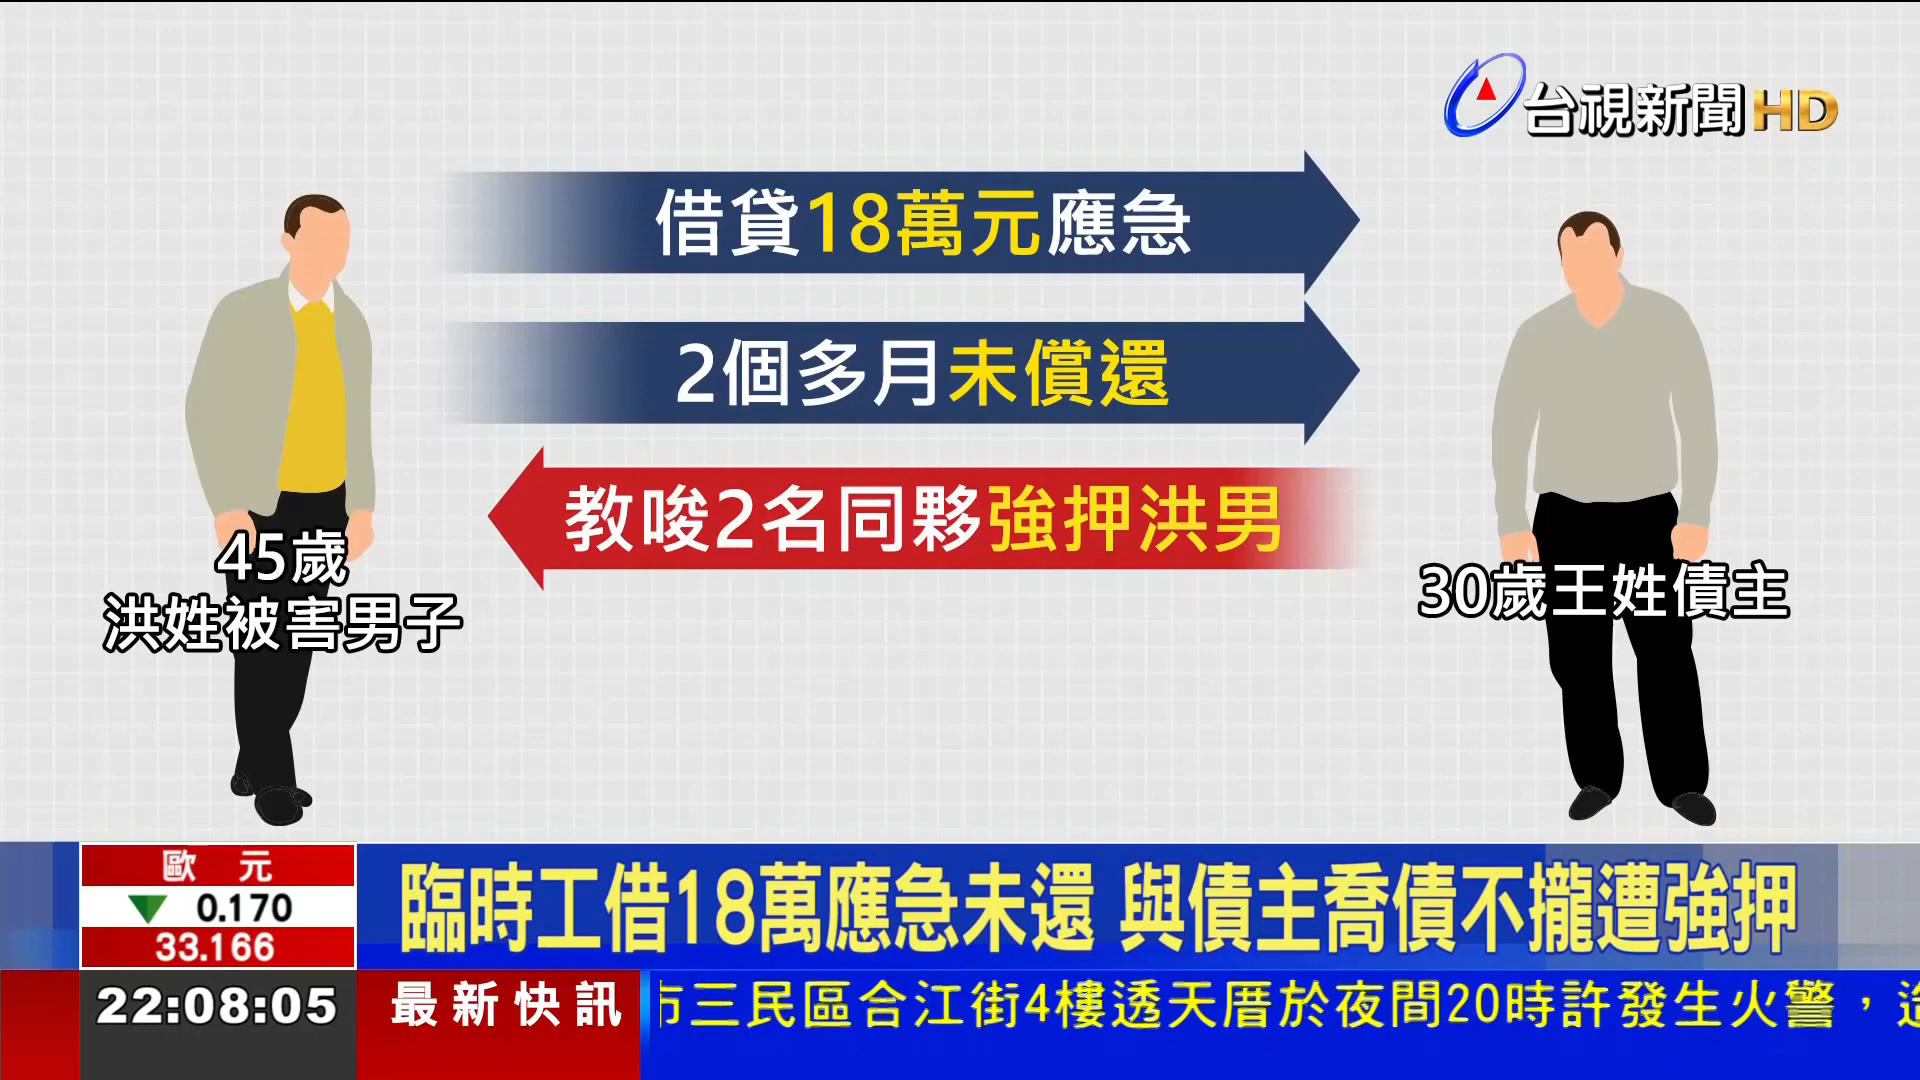 台視新聞HD
借貸18萬元應急
2個多月未償還
教唆2名同夥強押洪男
45歲
洪姓被害男子
30歲王姓債主
歐 元
0.170
33.166
臨時工借18萬應急未還 與債主喬債不攏遭強押
22:08:05
最新快訊
市三民區合江街4樓透天厝於夜間20時許發生火警，